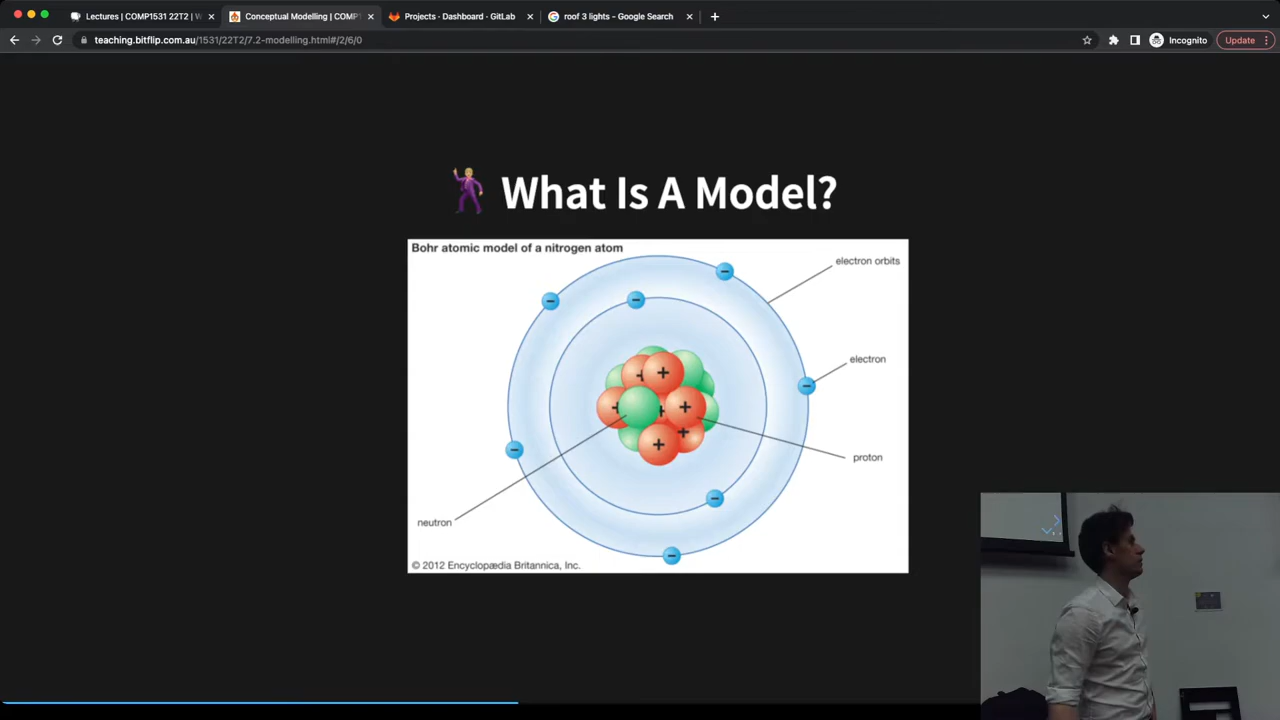 Lectures | COMP1531 22T2 | W
Conceptual Modelling | COMP1
Projects · Dashboard · GitLab
roof 3 lights - Google Search
teaching.bitflip.com.au/1531/22T2/7.2-modelling.html#/2/6/0
Incognito
Update
What Is A Model?
Bohr atomic model of a nitrogen atom
electron orbits
electron
proton
neutron
© 2012 Encyclopædia Britannica, Inc.